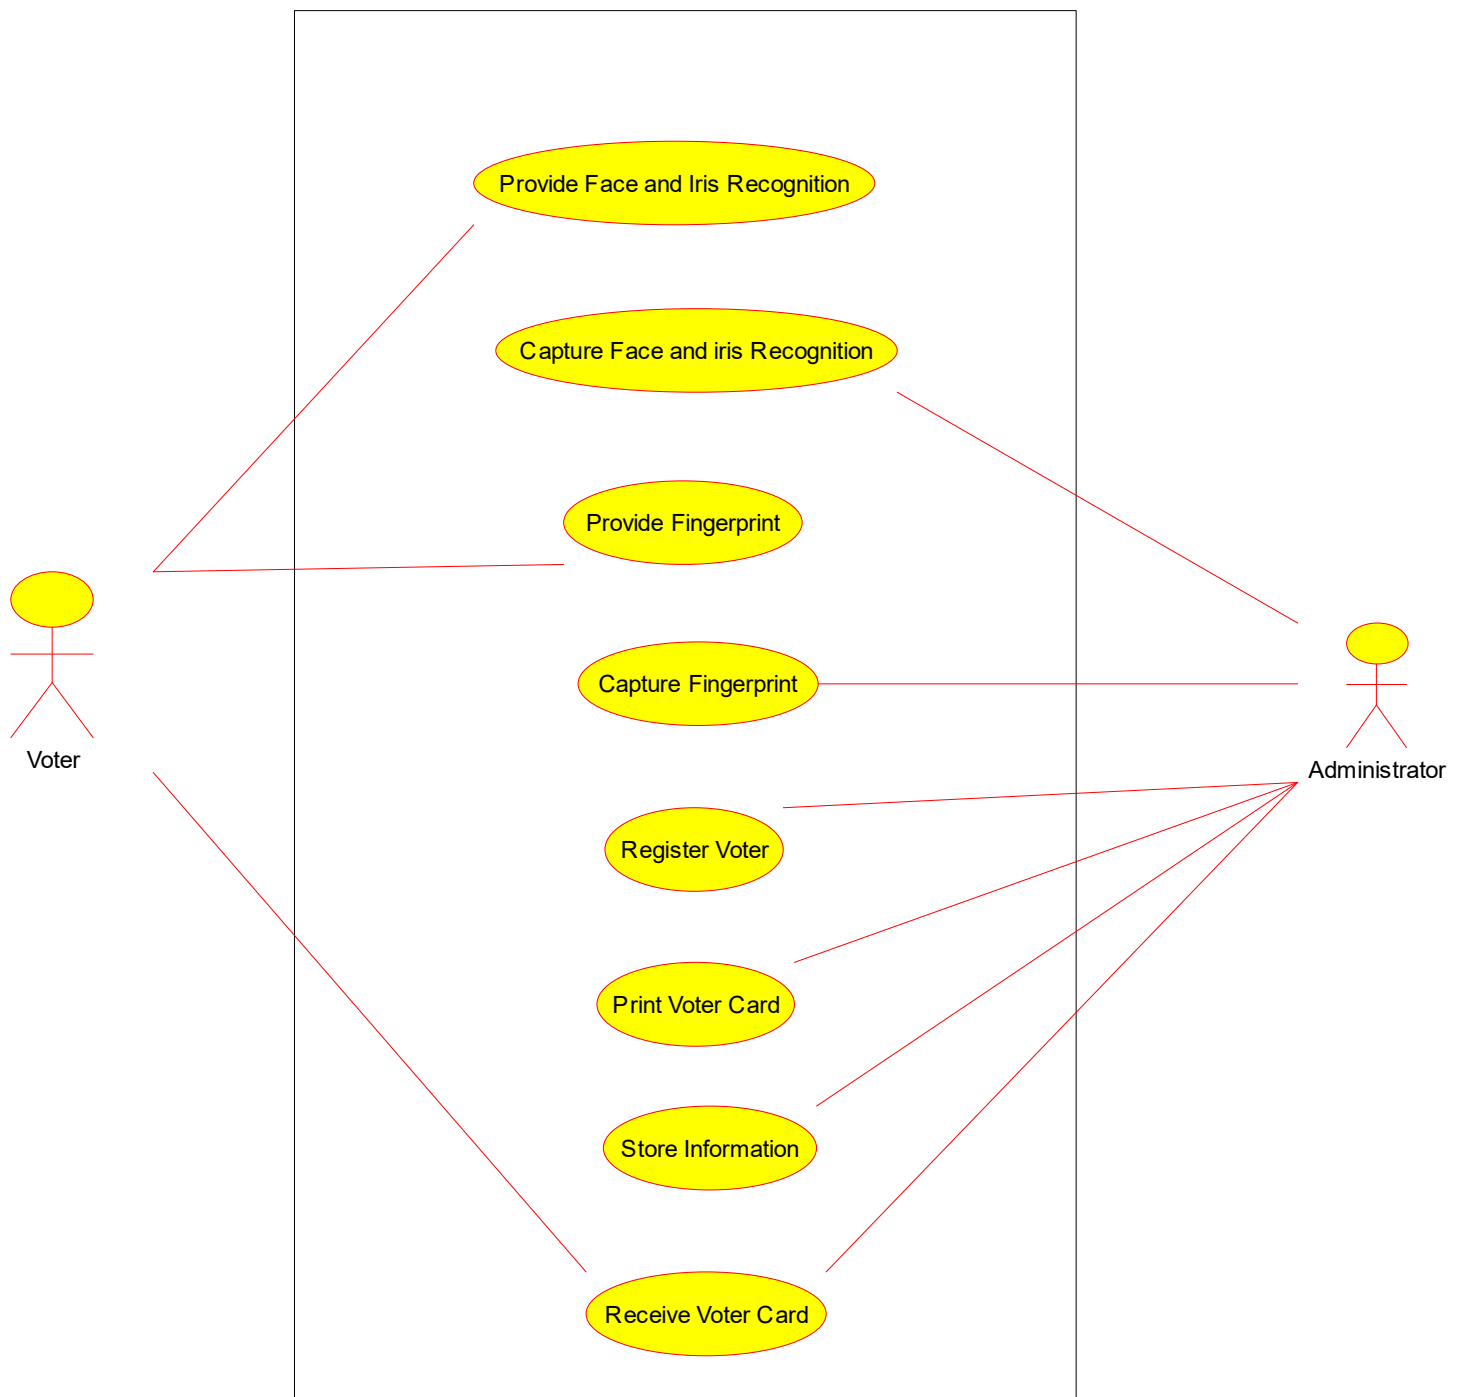 Provide Face and Iris Recognition
Capture Face and iris Recognition
Provide Fingerprint
Capture Fingerprint
Voter
Administrator
Register Voter
Print Voter Card
Store Information
Receive Voter Card